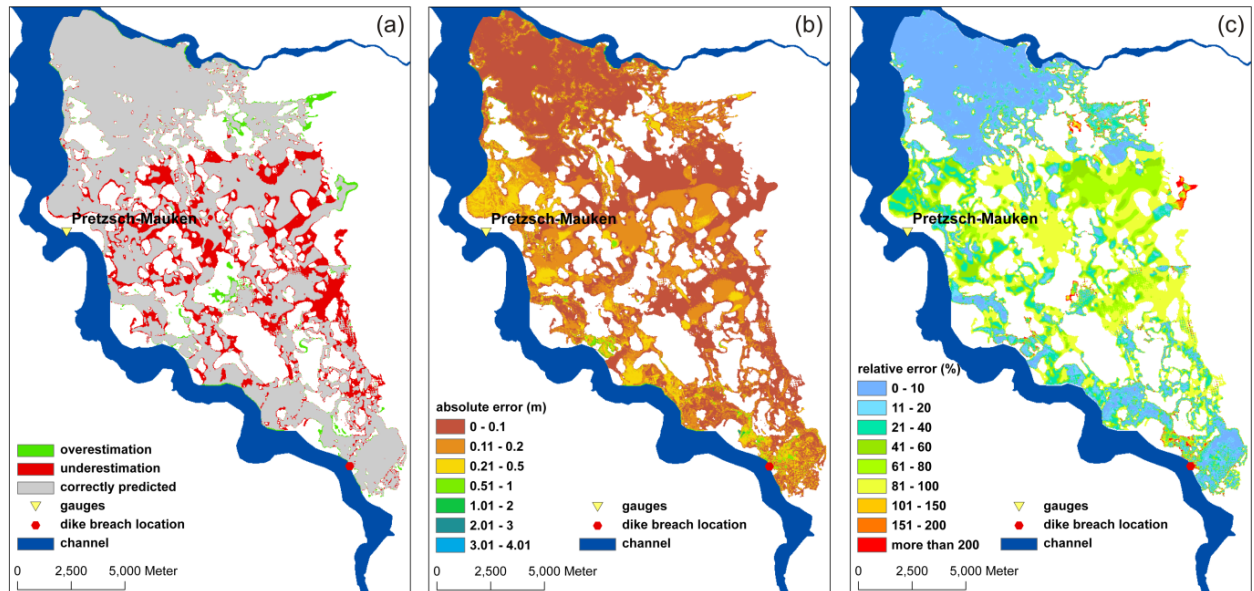 (a)
Pretzsch-Mauken
overestimation
underestimation
correctly predicted
gauges
dike breach location
channel
0 2,500 5,000 Meter
(b)
Pretzsch-Mauken
absolute error (m)
0 - 0.1
0.11 - 0.2
0.21 - 0.5
0.51 - 1
1.01 - 2
2.01 - 3
3.01 - 4.01
gauges
dike breach location
channel
0 2,500 5,000 Meter
(c)
Pretzsch-Mauken
relative error (%)
0 - 10
11 - 20
21 - 40
41 - 60
61 - 80
81 - 100
101 - 150
151 - 200
more than 200
gauges
dike breach location
channel
0 2,500 5,000 Meter